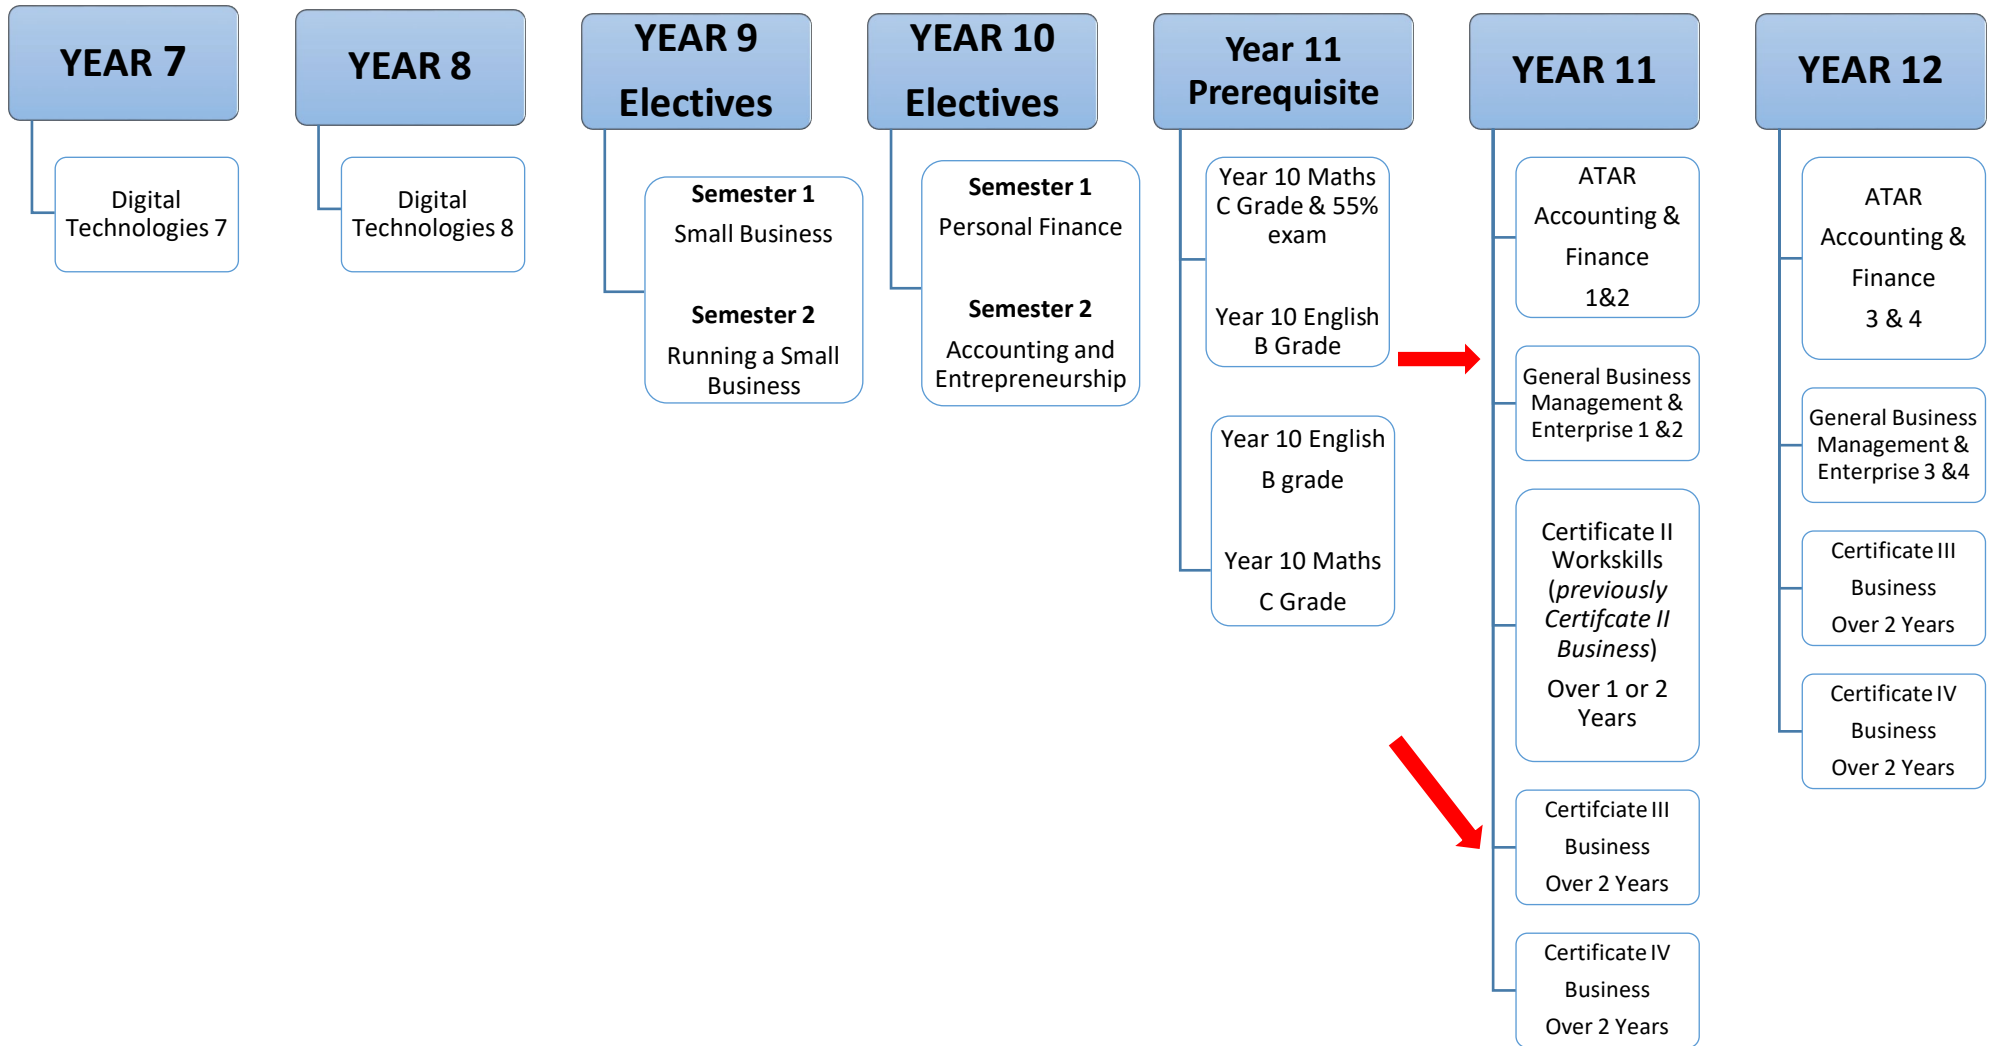 YEAR 7
Digital
Technologies 7
YEAR 8
Digital
Technologies 8
YEAR 9
Electives
Semester 1
Small Business
Semester 2
Running a Small
Business
YEAR 10
Electives
Semester 1
Personal Finance
Semester 2
Accounting and
Entrepreneurship
Year 11
Prerequisite
Year 10 Maths
C Grade & 55%
exam
Year 10 English
B Grade
Year 10 English
B grade
Year 10 Maths
C Grade
YEAR 11
ATAR
Accounting &
Finance
1&2
General Business
Management &
Enterprise 1 &2
Certificate II
Workskills
(previously
Certifcate II
Business)
Over 1 or 2
Years
Certifciate III
Business
Over 2 Years
Certificate IV
Business
Over 2 Years
YEAR 12
ATAR
Accounting &
Finance
3 & 4
General Business
Management &
Enterprise 3 &4
Certificate III
Business
Over 2 Years
Certificate IV
Business
Over 2 Years